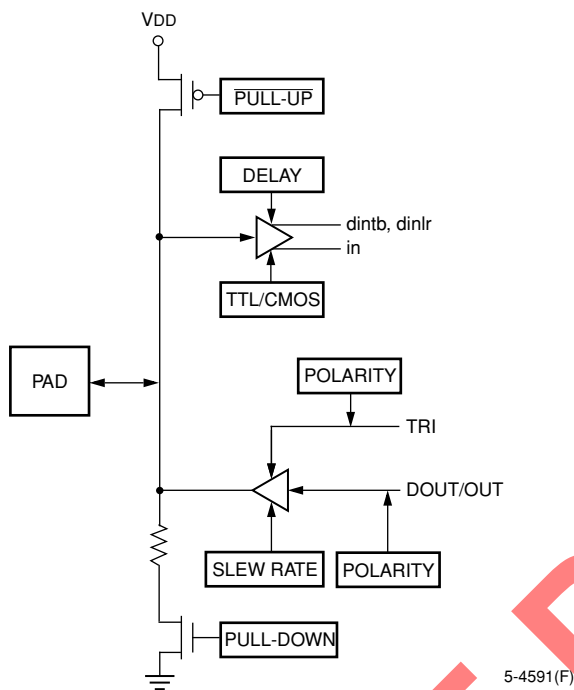 VDD
PULL-UP
DELAY
dintb, dinlr
in
TTL/CMOS
PAD
POLARITY
TRI
DOUT/OUT
SLEW RATE
POLARITY
PULL-DOWN
5-4591(F)